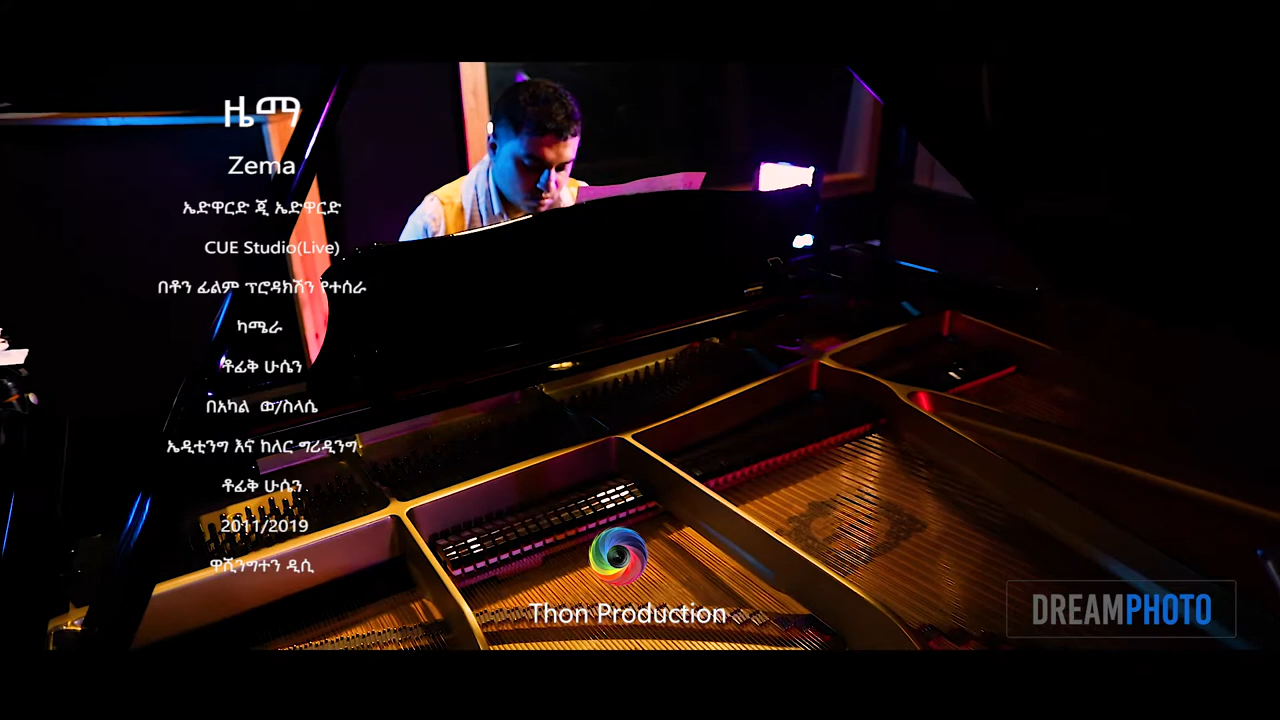 ዜማ
Zema
ኤድዋርድ ጂ ኤድዋርድ
CUE Studio(Live)
በቶን ፊልም ፕሮዳክሽን የተሰራ
ካሜራ
ቶፊቅ ሁሴን
በአካል ወ/ስላሴ
ኤዲቲንግ እና ከለር ግሪዲንግ
ቶፊቅ ሁሴን
2011/2019
ዋሺንግተን ዲሲ
Thon Production
DREAMPHOTO